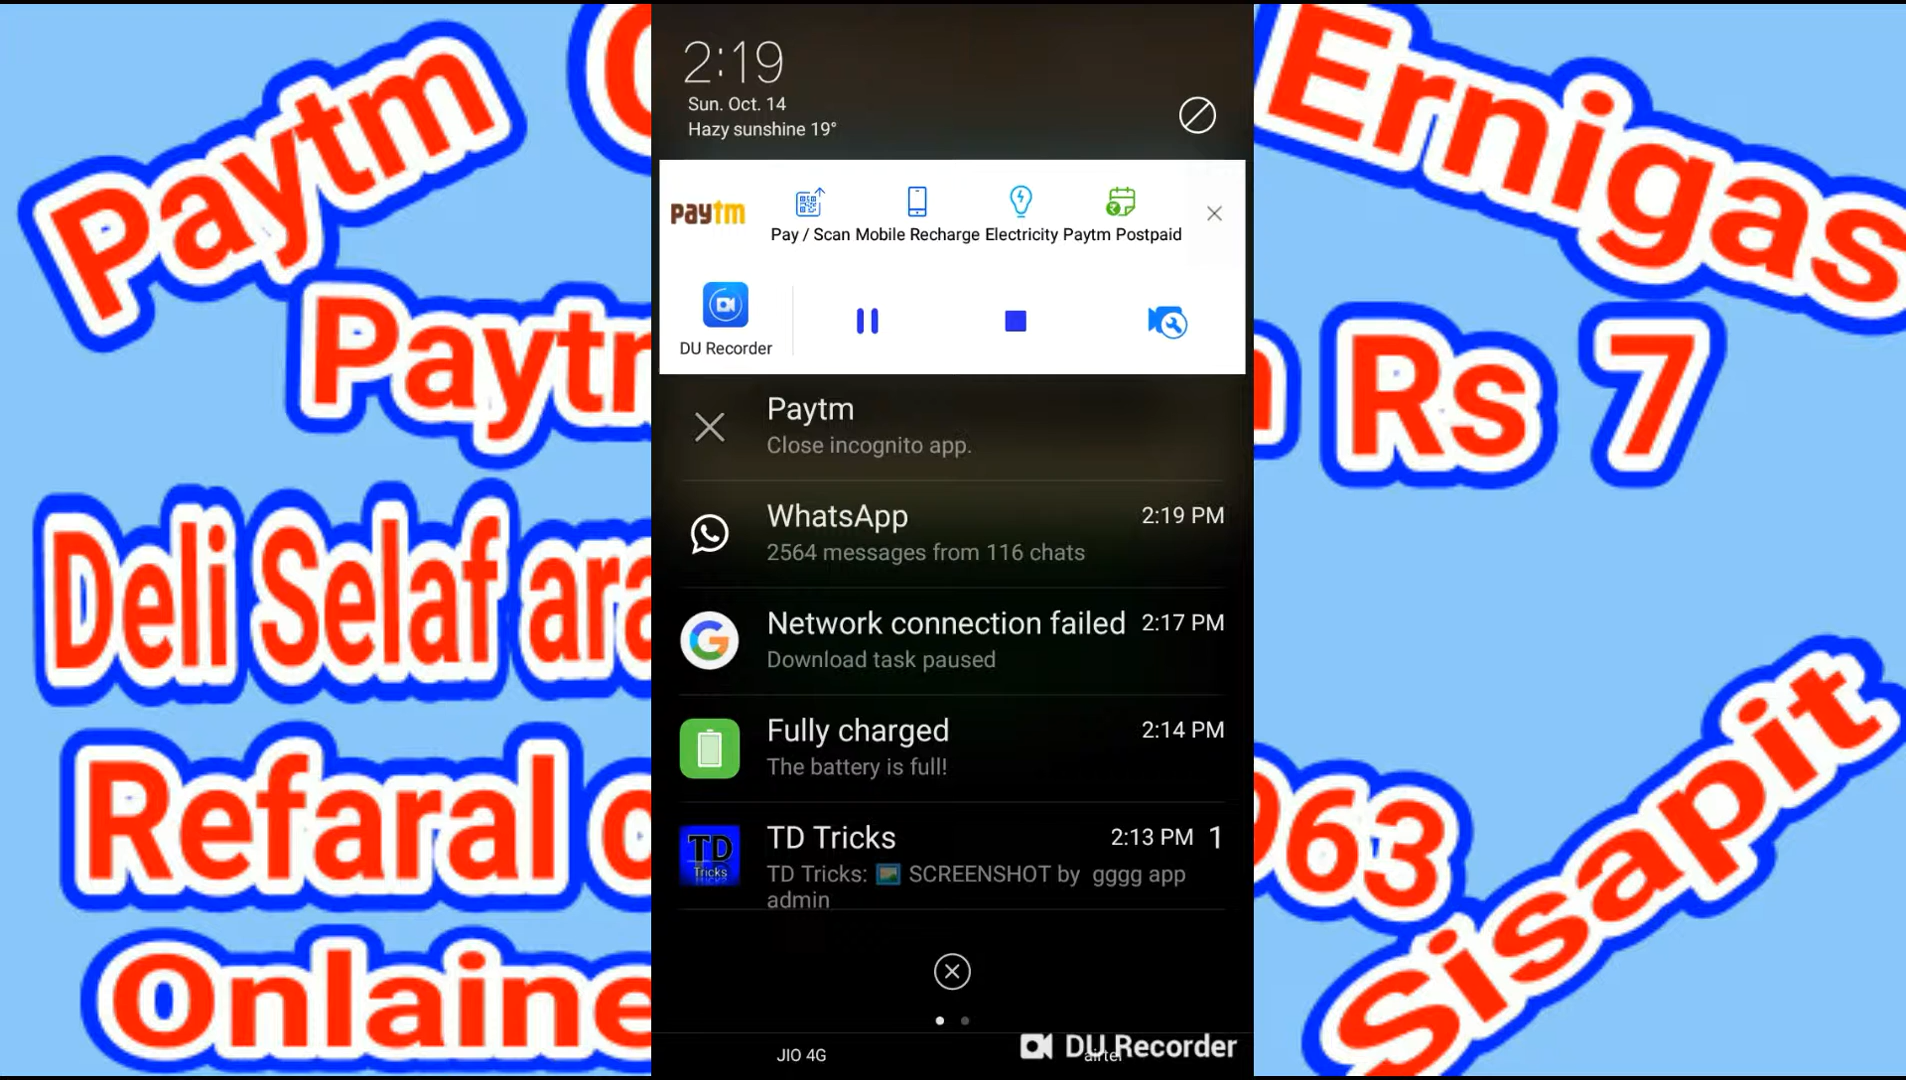 Paytm
Ernigas
Paytm
Rs 7
Deli Selaf
Refaral
063
Onlaine
Sisapit
2:19
Sun. Oct. 14
Hazy sunshine 19°
paytm
Pay / Scan Mobile Recharge Electricity Paytm Postpaid
DU Recorder
Paytm
Close incognito app.
WhatsApp 2:19 PM
2564 messages from 116 chats
Network connection failed 2:17 PM
Download task paused
Fully charged 2:14 PM
The battery is full!
TD Tricks 2:13 PM 1
TD Tricks
TD Tricks: SCREENSHOT by gggg app
admin
JIO 4G
airtel
DU Recorder